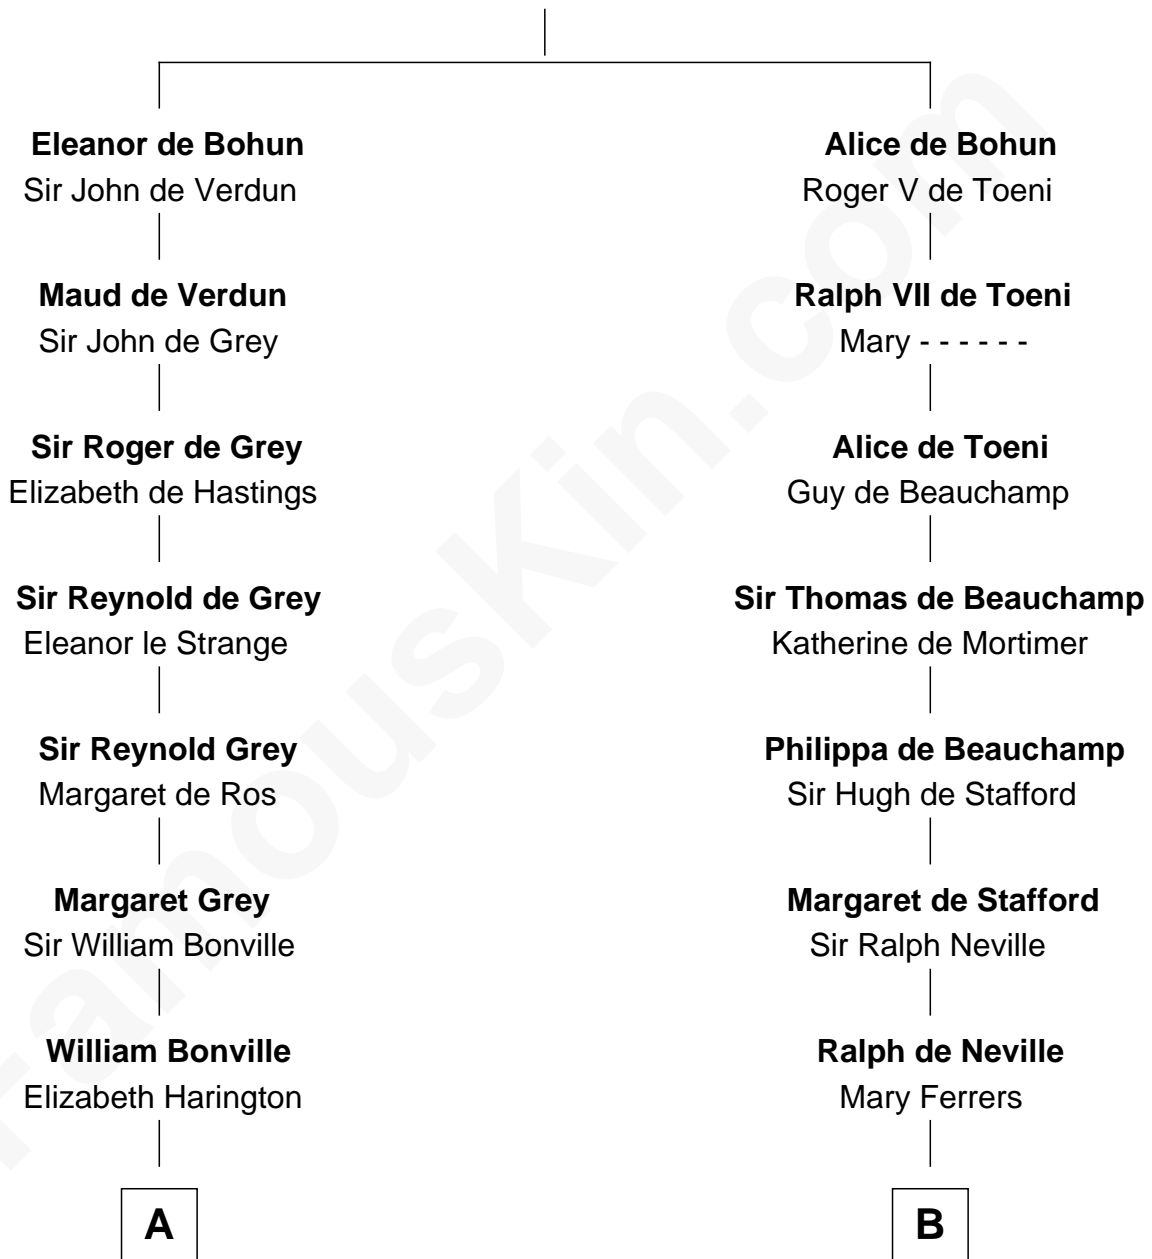 Eleanor de Bohun
Sir John de Verdun
Maud de Verdun
Sir John de Grey
Sir Roger de Grey
Elizabeth de Hastings
Sir Reynold de Grey
Eleanor le Strange
Sir Reynold Grey
Margaret de Ros
Margaret Grey
Sir William Bonville
William Bonville
Elizabeth Harington
A
Alice de Bohun
Roger V de Toeni
Ralph VII de Toeni
Mary - - - - - -
Alice de Toeni
Guy de Beauchamp
Sir Thomas de Beauchamp
Katherine de Mortimer
Philippa de Beauchamp
Sir Hugh de Stafford
Margaret de Stafford
Sir Ralph Neville
Ralph de Neville
Mary Ferrers
B
FamousKin.com